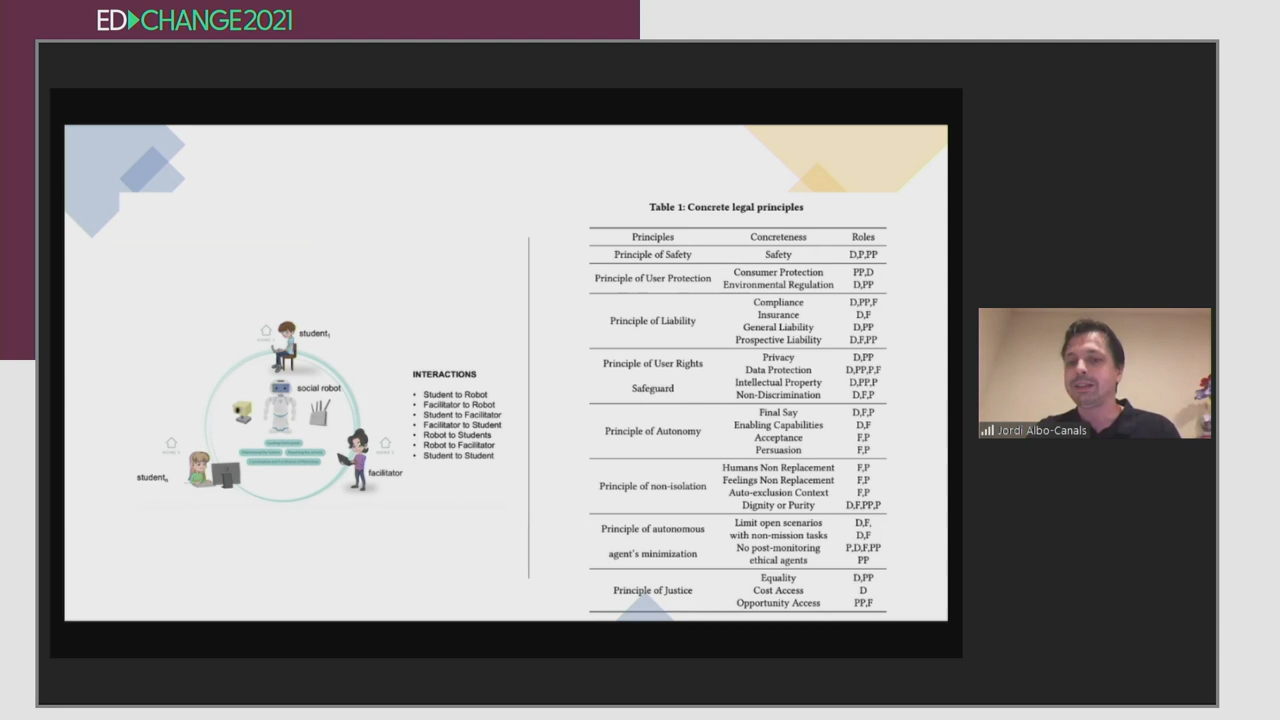 ED CHANGE2021
Table 1: Concrete legal principles
Principles Concreteness Roles
Principle of Safety Safety D,P,PP
Principle of User Protection Consumer Protection PP,D
Environmental Regulation D,PP
Principle of Liability Compliance D,PP,F
Insurance D,F
General Liability D,PP
Prospective Liability D,F,PP
Principle of User Rights Safeguard Privacy D,PP
Data Protection D,PP,P,F
Intellectual Property D,PP,P
Non-Discrimination D,F,P
Principle of Autonomy Final Say D,F,P
Enabling Capabilities D,F
Acceptance F,P
Persuasion F,P
Principle of non-isolation Humans Non Replacement F,P
Feelings Non Replacement F,P
Auto-exclusion Context F,P
Dignity or Purity D,F,PP,P
Principle of autonomous agent's minimization Limit open scenarios D,F,
with non-mission tasks D,F
No post-monitoring P,D,F,PP
ethical agents PP
Principle of Justice Equality D,PP
Cost Access D
Opportunity Access PP,F
student₁
social robot
studentₙ
facilitator
INTERACTIONS
• Student to Robot
• Facilitator to Robot
• Student to Facilitator
• Facilitator to Student
• Robot to Students
• Robot to Facilitator
• Student to Student
Jordi Albo-Canals